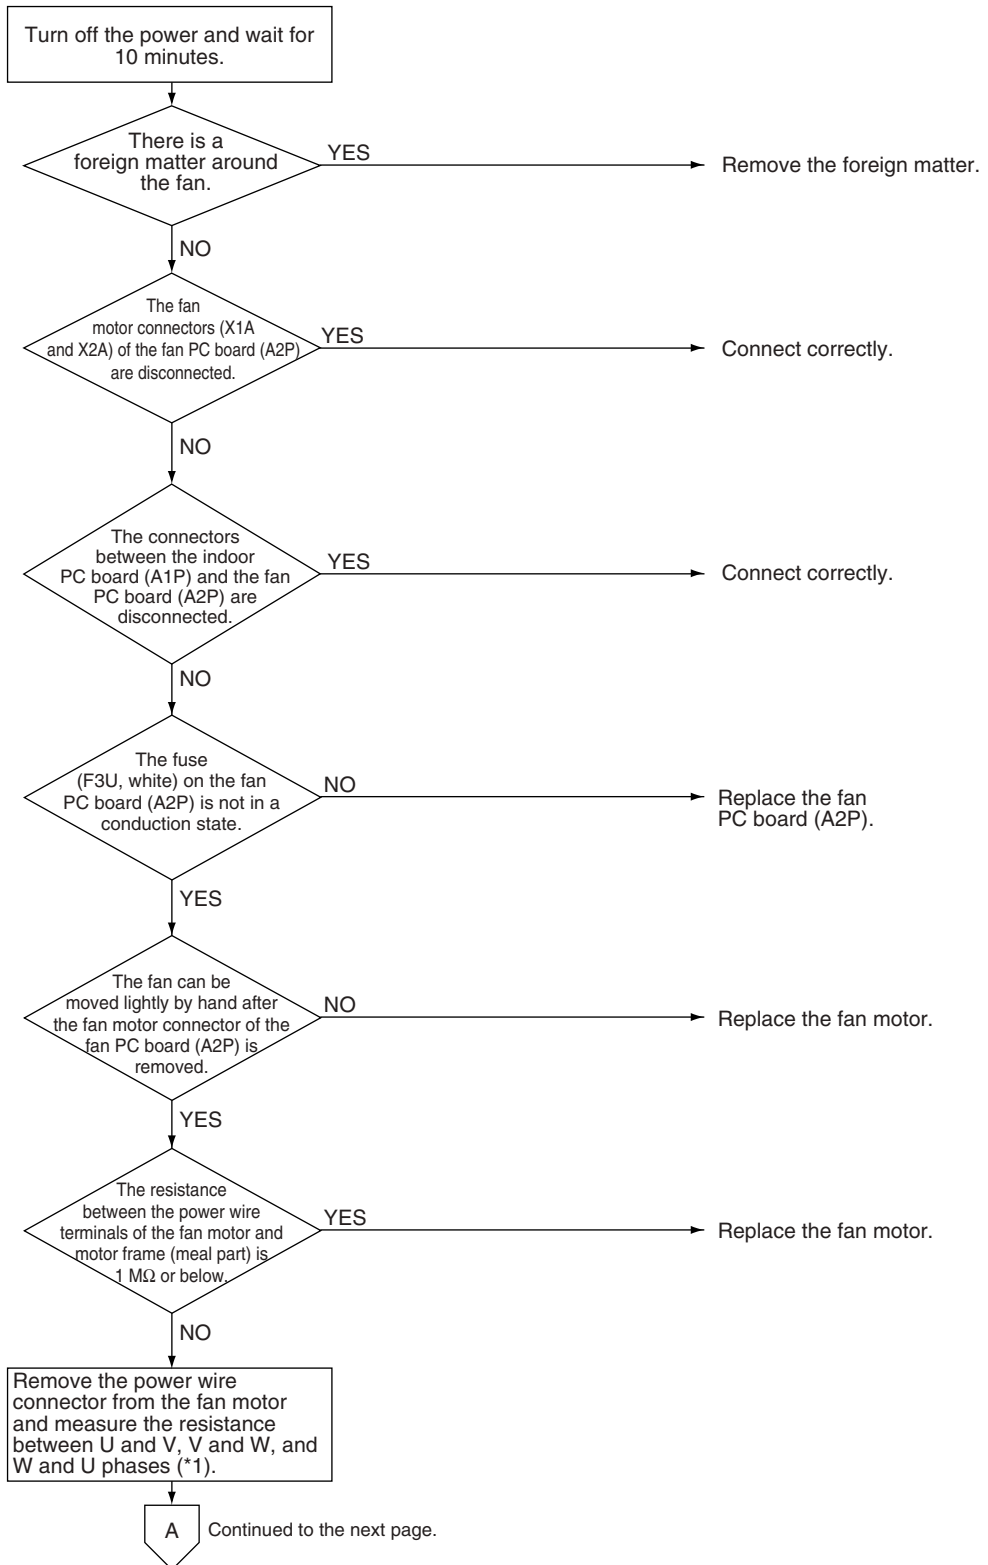 Turn off the power and wait for
10 minutes.
There is a
foreign matter around
the fan.
YES
Remove the foreign matter.
NO
The fan
motor connectors (X1A
and X2A) of the fan PC board (A2P)
are disconnected.
YES
Connect correctly.
NO
The connectors
between the indoor
PC board (A1P) and the fan
PC board (A2P) are
disconnected.
YES
Connect correctly.
NO
The fuse
(F3U, white) on the fan
PC board (A2P) is not in a
conduction state.
NO
Replace the fan
PC board (A2P).
YES
The fan can be
moved lightly by hand after
the fan motor connector of the
fan PC board (A2P) is
removed.
NO
Replace the fan motor.
YES
The resistance
between the power wire
terminals of the fan motor and
motor frame (meal part) is
1 MΩ or below.
YES
Replace the fan motor.
NO
Remove the power wire
connector from the fan motor
and measure the resistance
between U and V, V and W, and
W and U phases (*1).
A
Continued to the next page.